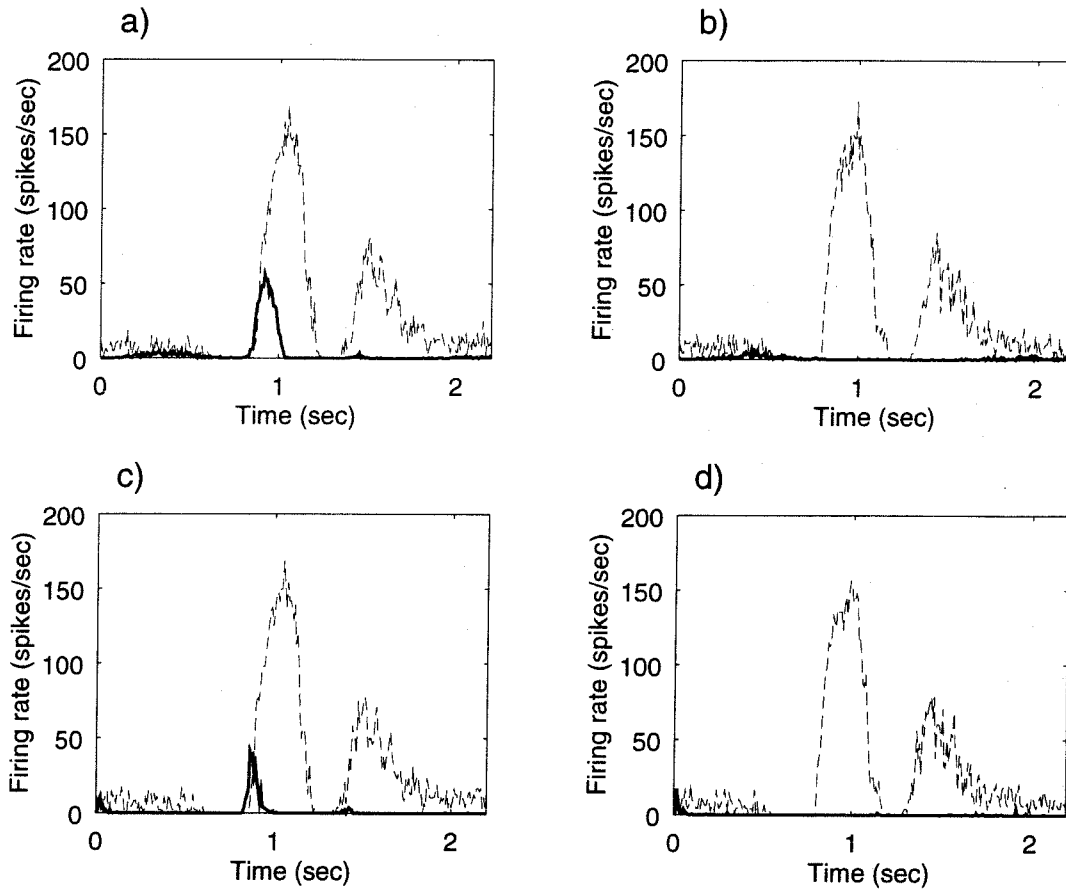 a)
Firing rate (spikes/sec)
200
150
100
50
0
0 1 2
Time (sec)
b)
Firing rate (spikes/sec)
200
150
100
50
0
0 1 2
Time (sec)
c)
Firing rate (spikes/sec)
200
150
100
50
0
0 1 2
Time (sec)
d)
Firing rate (spikes/sec)
200
150
100
50
0
0 1 2
Time (sec)